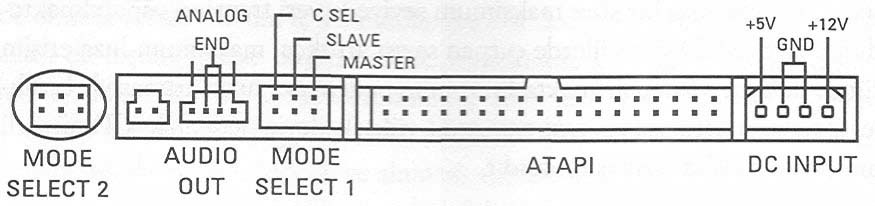 ANALOG
C SEL
END
SLAVE
MASTER
+5V
+12V
GND
MODE
SELECT 2
AUDIO
OUT
MODE
SELECT 1
ATAPI
DC INPUT